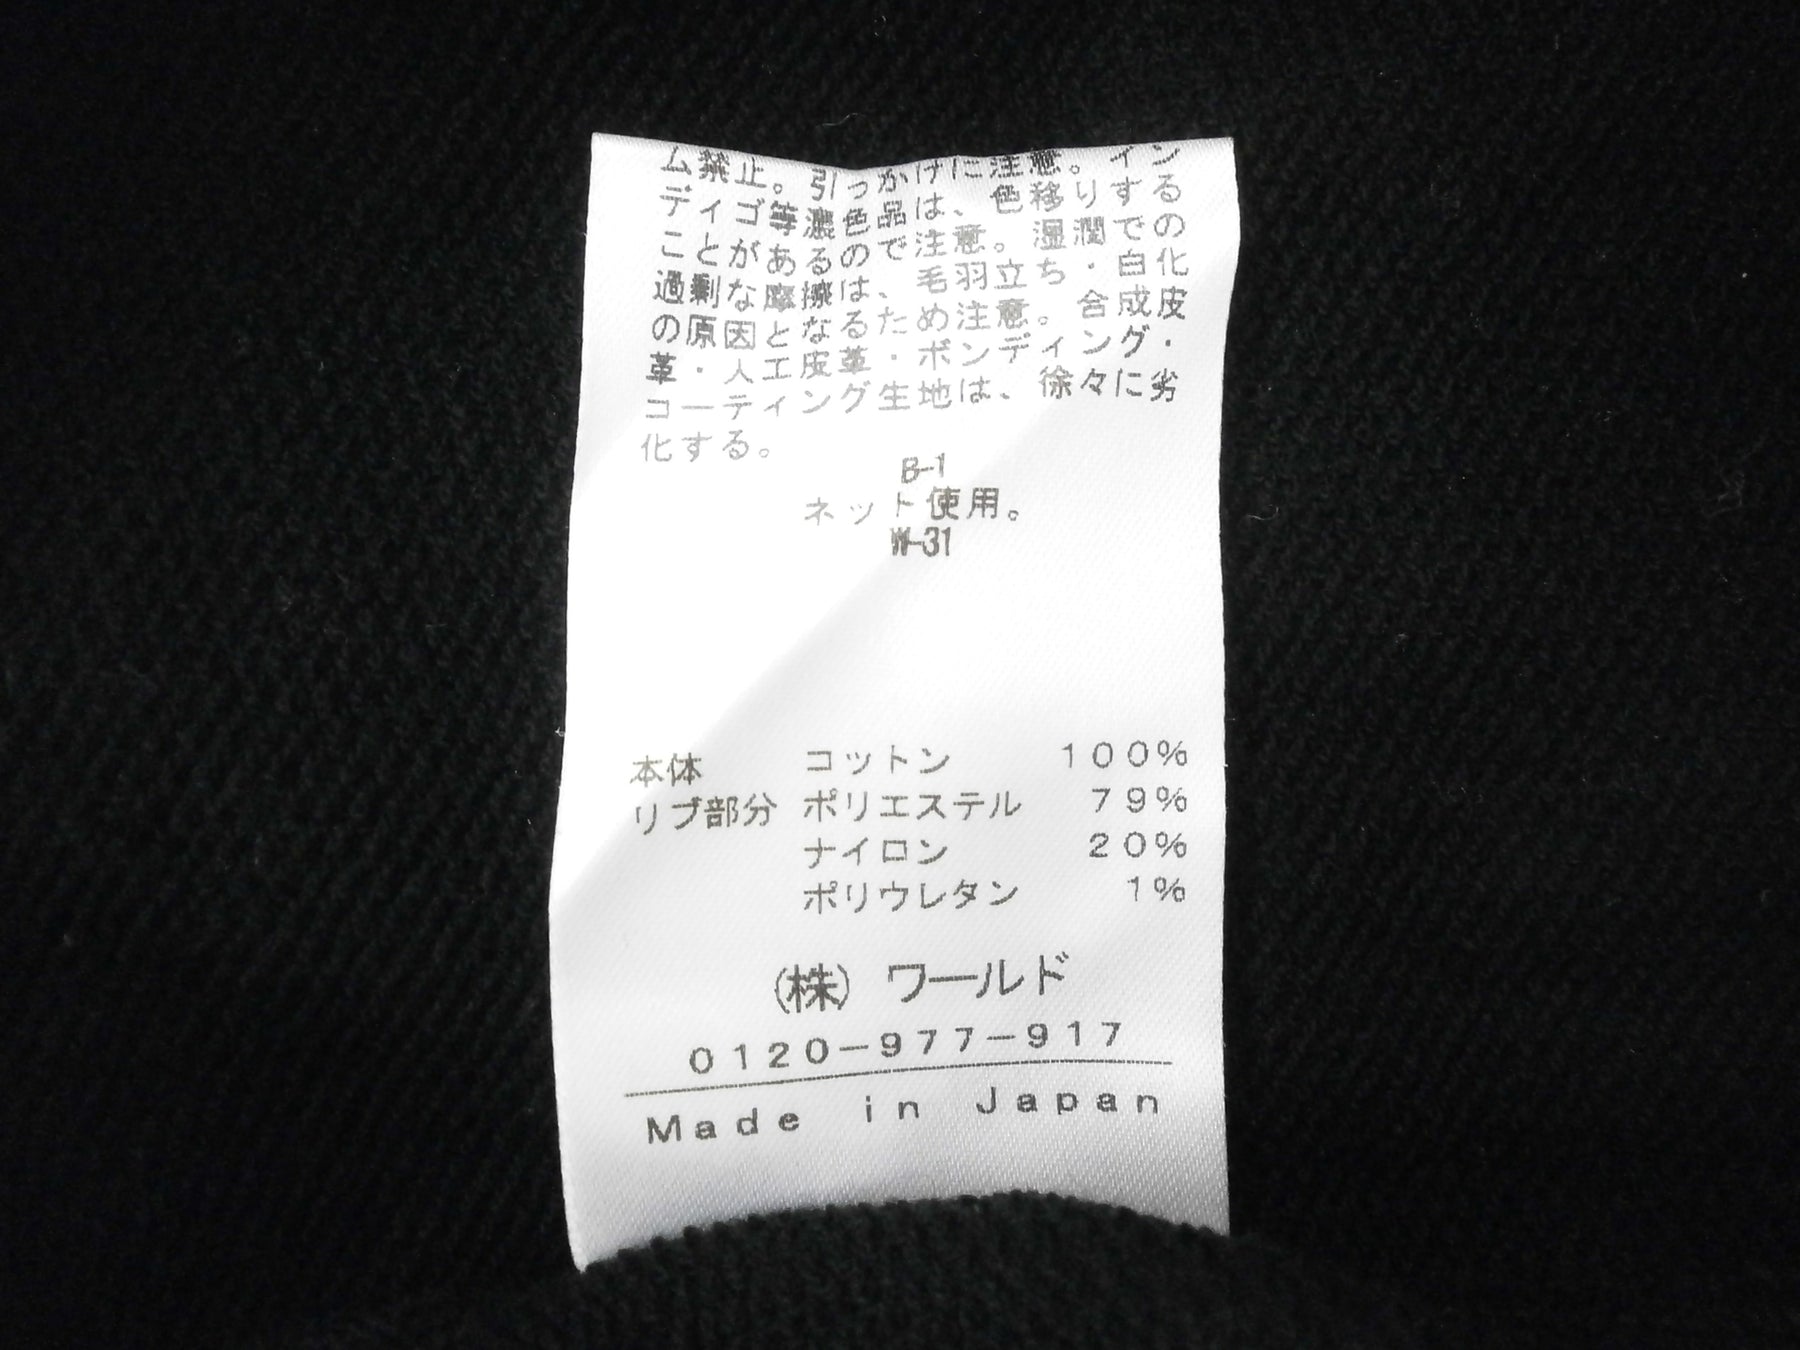 ム禁止。引っかけに注意。イン
ディゴ等濃色品は、色移りする
ことがあるので注意。湿潤での
過剰な摩擦は、毛羽立ち・白化
の原因となるため注意。合成皮
革・人工皮革・ボンディング・
コーティング生地は、徐々に劣
化する。
B-1
ネット使用。
W-31
本体 コットン 100%
リブ部分 ポリエステル 79%
ナイロン 20%
ポリウレタン 1%
(株) ワールド
0120-977-917
Made in Japan